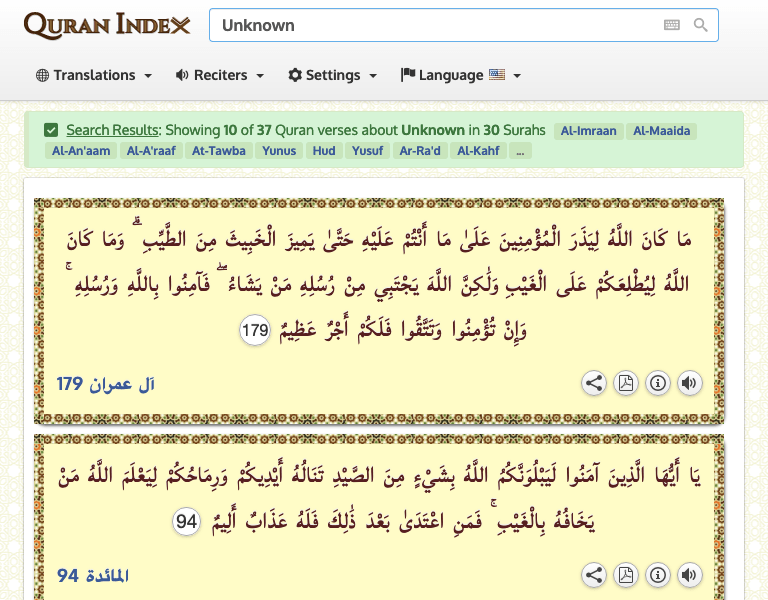 QURAN INDEX
Unknown
Translations
Reciters
Settings
Language
Search Results: Showing 10 of 37 Quran verses about Unknown in 30 Surahs Al-Imraan Al-Maaida
Al-An'aam Al-A'raaf At-Tawba Yunus Hud Yusuf Ar-Ra'd Al-Kahf ...
مَا كَانَ اللَّهُ لِيَذَرَ الْمُؤْمِنِينَ عَلَىٰ مَا أَنْتُمْ عَلَيْهِ حَتَّىٰ يَمِيزَ الْخَبِيثَ مِنَ الطَّيِّبِ ۗ وَمَا كَانَ
اللَّهُ لِيُطْلِعَكُمْ عَلَى الْغَيْبِ وَلَٰكِنَّ اللَّهَ يَجْتَبِي مِنْ رُسُلِهِ مَنْ يَشَاءُ ۖ فَآمِنُوا بِاللَّهِ وَرُسُلِهِ ۚ
وَإِنْ تُؤْمِنُوا وَتَتَّقُوا فَلَكُمْ أَجْرٌ عَظِيمٌ 179
آل عمران 179
يَا أَيُّهَا الَّذِينَ آمَنُوا لَيَبْلُوَنَّكُمُ اللَّهُ بِشَيْءٍ مِنَ الصَّيْدِ تَنَالُهُ أَيْدِيكُمْ وَرِمَاحُكُمْ لِيَعْلَمَ اللَّهُ مَنْ
يَخَافُهُ بِالْغَيْبِ ۚ فَمَنِ اعْتَدَىٰ بَعْدَ ذَٰلِكَ فَلَهُ عَذَابٌ أَلِيمٌ 94
المائدة 94